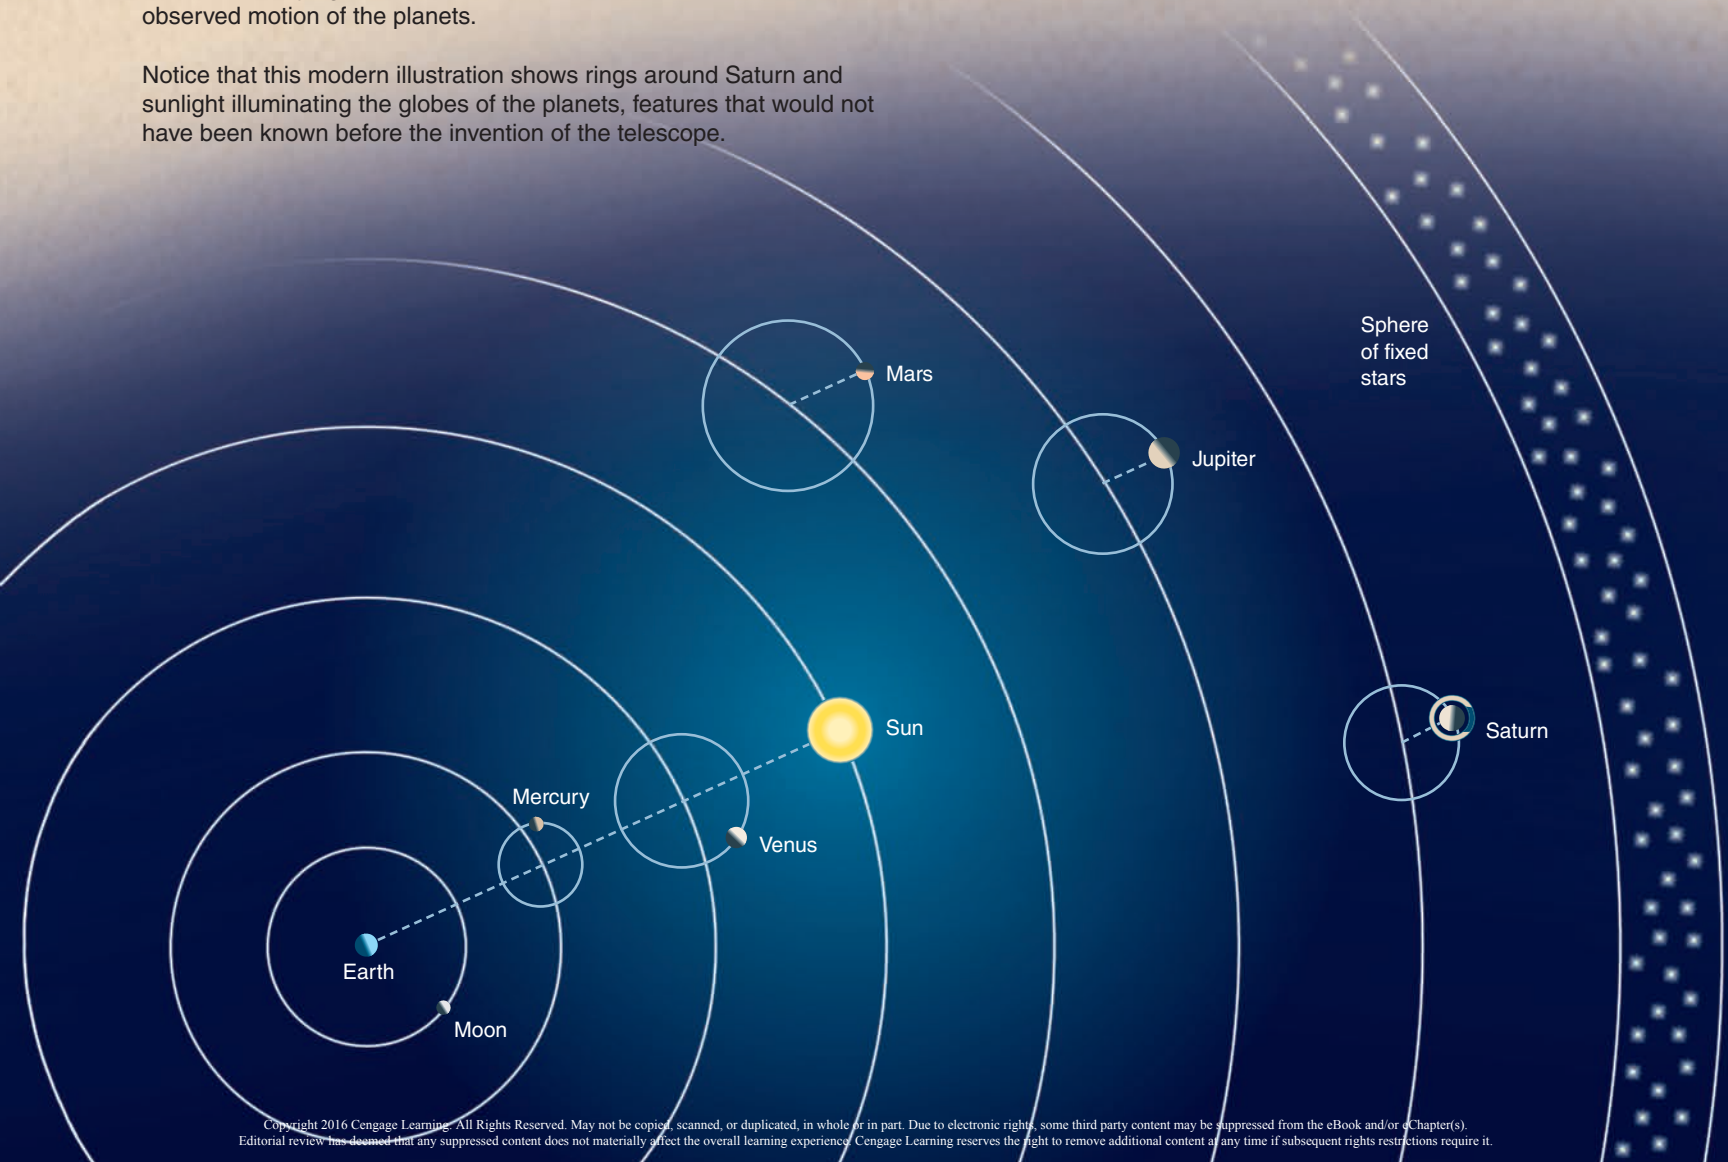 observed motion of the planets.
Notice that this modern illustration shows rings around Saturn and
sunlight illuminating the globes of the planets, features that would not
have been known before the invention of the telescope.
Sphere
of fixed
stars
Mars
Jupiter
Sun
Saturn
Mercury
Venus
Earth
Moon
Copyright 2016 Cengage Learning. All Rights Reserved. May not be copied, scanned, or duplicated, in whole or in part. Due to electronic rights, some third party content may be suppressed from the eBook and/or eChapter(s).
Editorial review has deemed that any suppressed content does not materially affect the overall learning experience. Cengage Learning reserves the right to remove additional content at any time if subsequent rights restrictions require it.